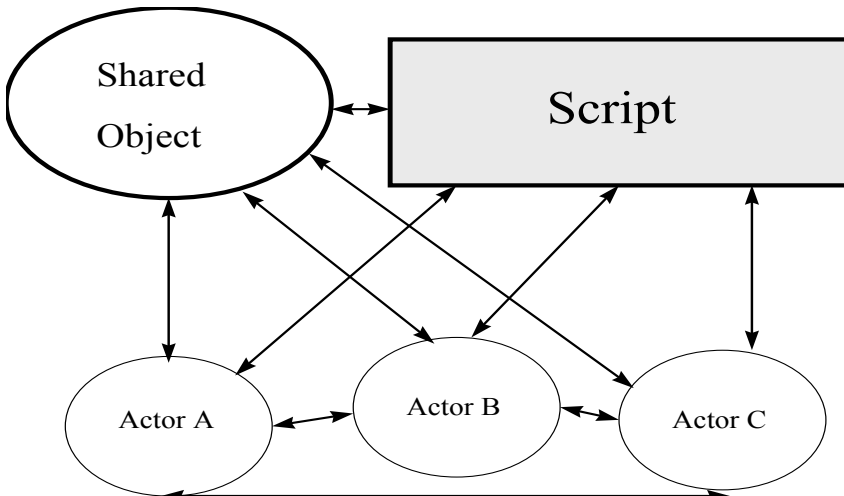 Shared
Object
Script
Actor A
Actor B
Actor C